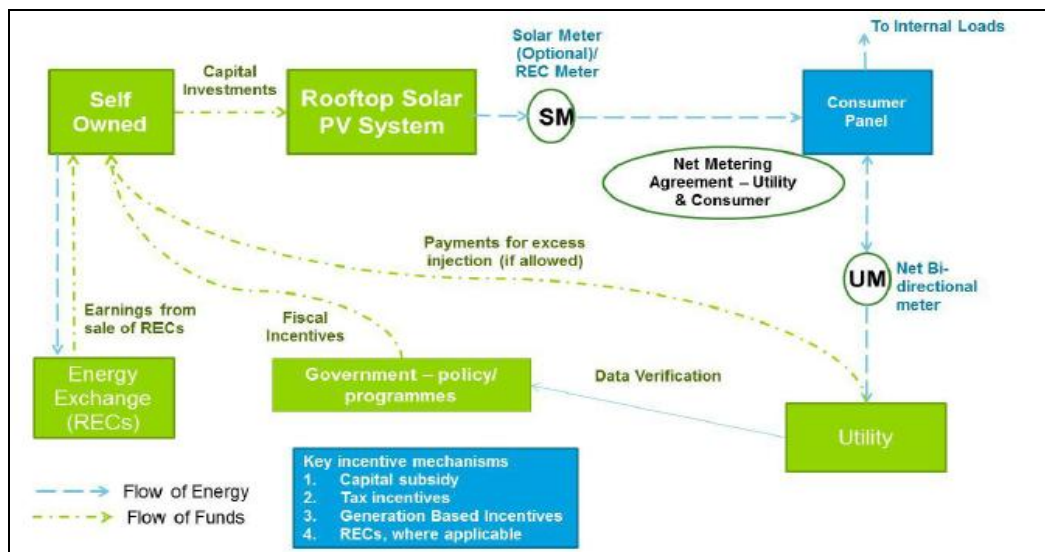 To Internal Loads
Solar Meter
(Optional)/
REC Meter
Capital
Investments
Self
Owned
Rooftop Solar
PV System
SM
Consumer
Panel
Net Metering
Agreement – Utility
& Consumer
Payments for excess
injection (if allowed)
UM
Net Bi-
directional
meter
Earnings from
sale of RECs
Fiscal
Incentives
Energy
Exchange
(RECs)
Government – policy/
programmes
Data Verification
Utility
Key incentive mechanisms
1. Capital subsidy
2. Tax incentives
3. Generation Based Incentives
4. RECs, where applicable
Flow of Energy
Flow of Funds